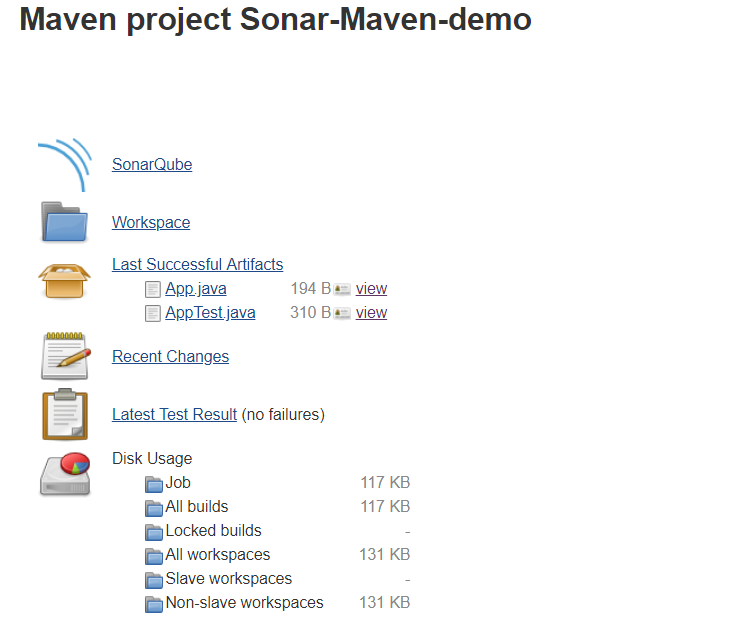 Maven project Sonar-Maven-demo
SonarQube
Workspace
Last Successful Artifacts
App.java 194 B view
AppTest.java 310 B view
Recent Changes
Latest Test Result (no failures)
Disk Usage
Job 117 KB
All builds 117 KB
Locked builds -
All workspaces 131 KB
Slave workspaces -
Non-slave workspaces 131 KB